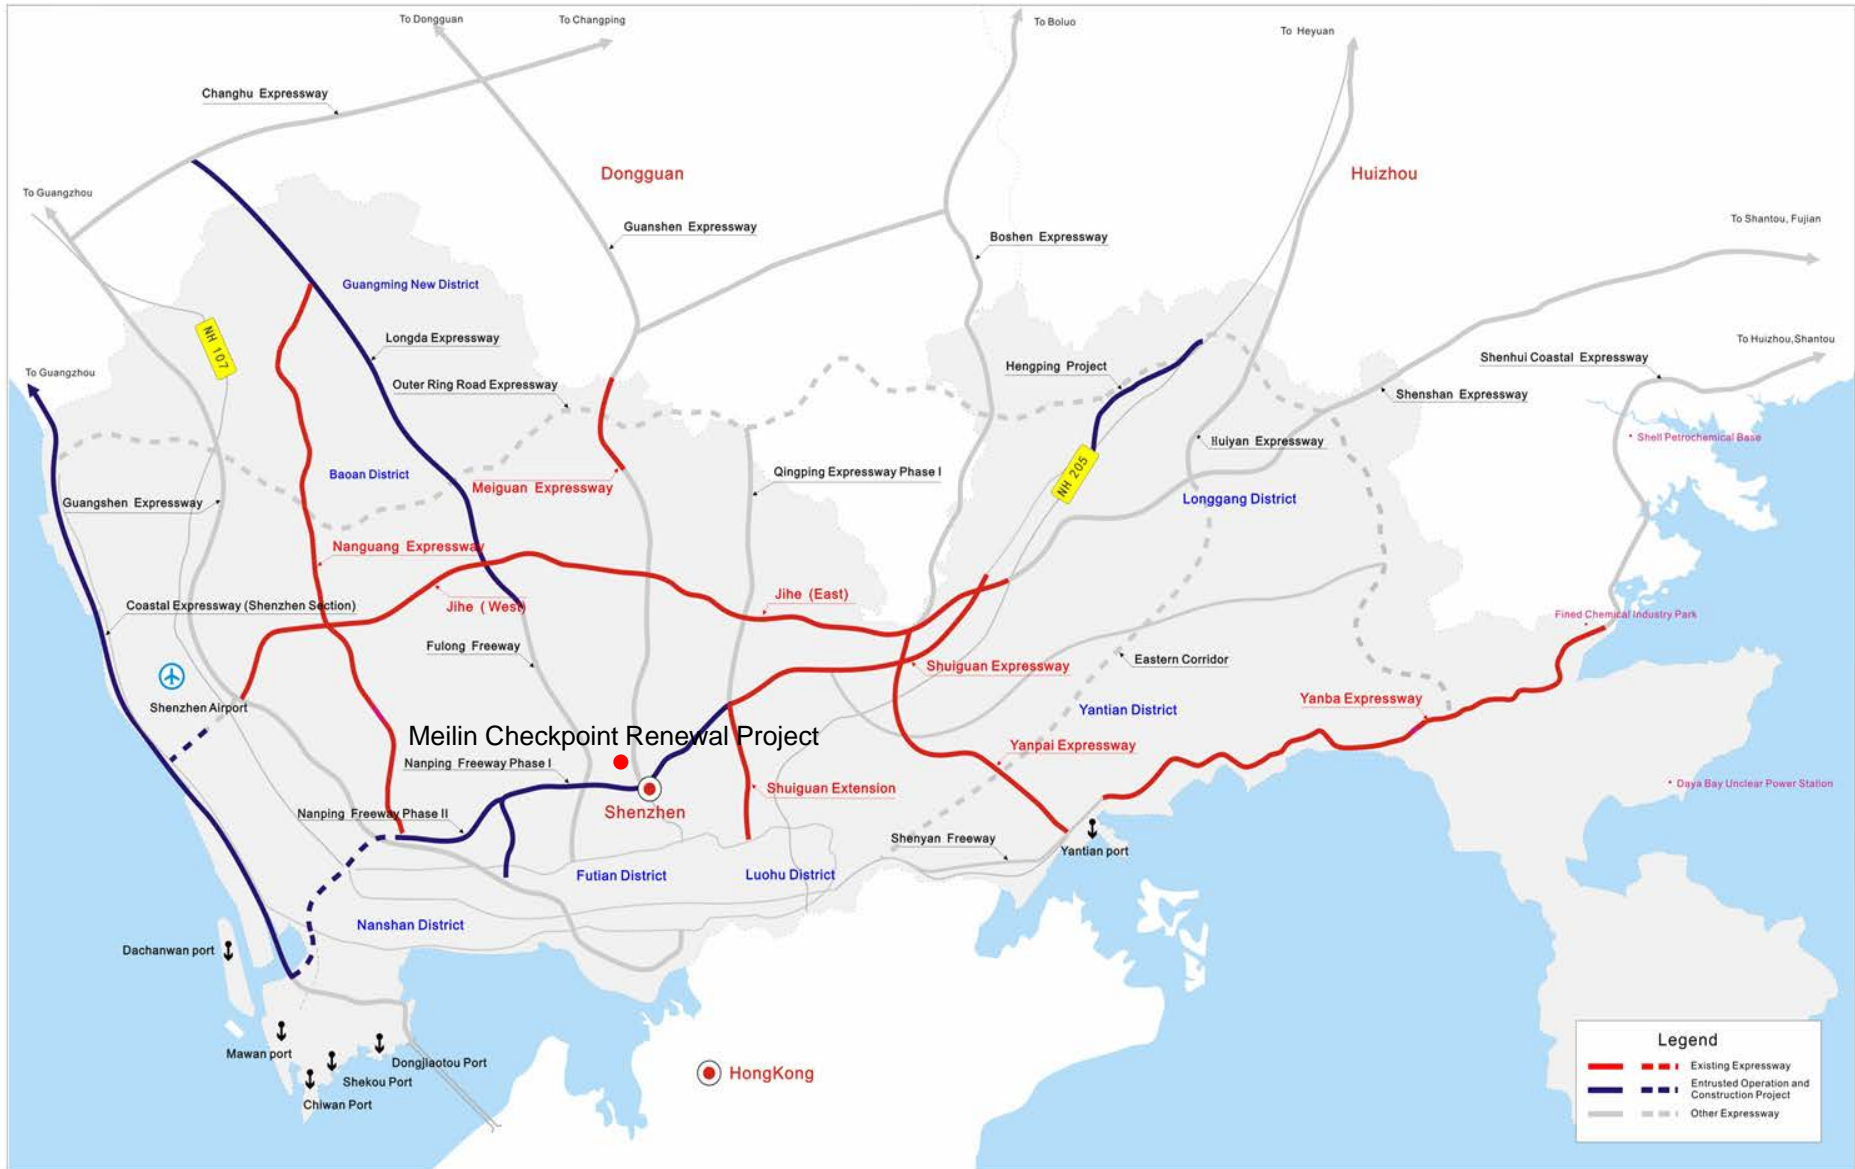 To Dongguan
To Changping
To Boluo
To Heyuan
Changhu Expressway
Dongguan
Huizhou
To Guangzhou
Guanshen Expressway
Boshen Expressway
To Shantou, Fujian
Guangming New District
NH 107
Longda Expressway
To Huizhou,Shantou
Shenhui Coastal Expressway
To Guangzhou
Outer Ring Road Expressway
Hengping Project
Shenshan Expressway
Shell Petrochemical Base
Huiyan Expressway
Baoan District
Meiguan Expressway
Qingping Expressway Phase I
NH 205
Longgang District
Guangshen Expressway
Nanguang Expressway
Coastal Expressway (Shenzhen Section)
Jihe ( West)
Jihe (East)
Fined Chemical Industry Park
Fulong Freeway
Shuiguan Expressway
Eastern Corridor
Shenzhen Airport
Yanba Expressway
Yantian District
Meilin Checkpoint Renewal Project
Yanpai Expressway
Nanping Freeway Phase I
Shuiguan Extension
Daya Bay Unclear Power Station
Nanping Freeway Phase II
Shenzhen
Shenyan Freeway
Yantian port
Futian District
Luohu District
Nanshan District
Dachanwan port
Mawan port
Dongjiaotou Port
Shekou Port
Chiwan Port
HongKong
Legend
Existing Expressway
Entrusted Operation and
Construction Project
Other Expressway